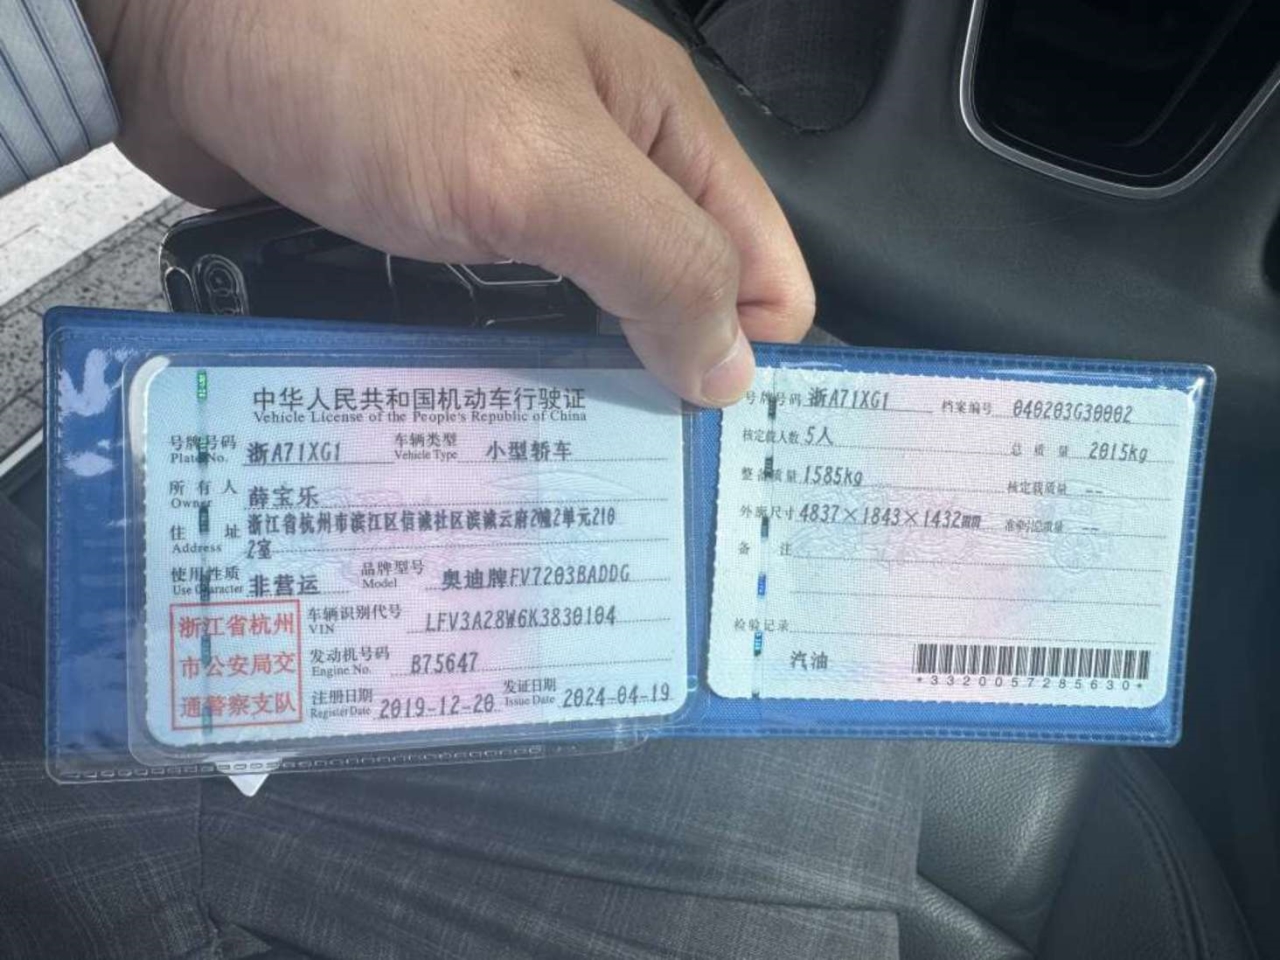 中华人民共和国机动车行驶证
Vehicle License of the People's Republic of China
号牌号码 浙A71XG1 车辆类型 小型轿车
Plate No. Vehicle Type
所有人 薛宝乐
Owner
住址 浙江省杭州市滨江区信诚社区滨诚云府2幢2单元210
Address 2室
使用性质 非营运 品牌型号 奥迪牌FV7203BADDG
Use Character Model
浙江省杭州
市公安局交
通警察支队
车辆识别代号 LFV3A28W6K3830104
VIN
发动机号码 B75647
Engine No.
注册日期 2019-12-20 发证日期 2024-04-19
Register Date Issue Date
号牌号码 浙A71XG1 档案编号 040203G30002
核定载人数 5人 总质量 2015kg
整备质量 1585kg 核定载质量 --
外廓尺寸 4837×1843×1432mm 准牵引总质量 --
备注
检验记录
汽油
*3320057285630*